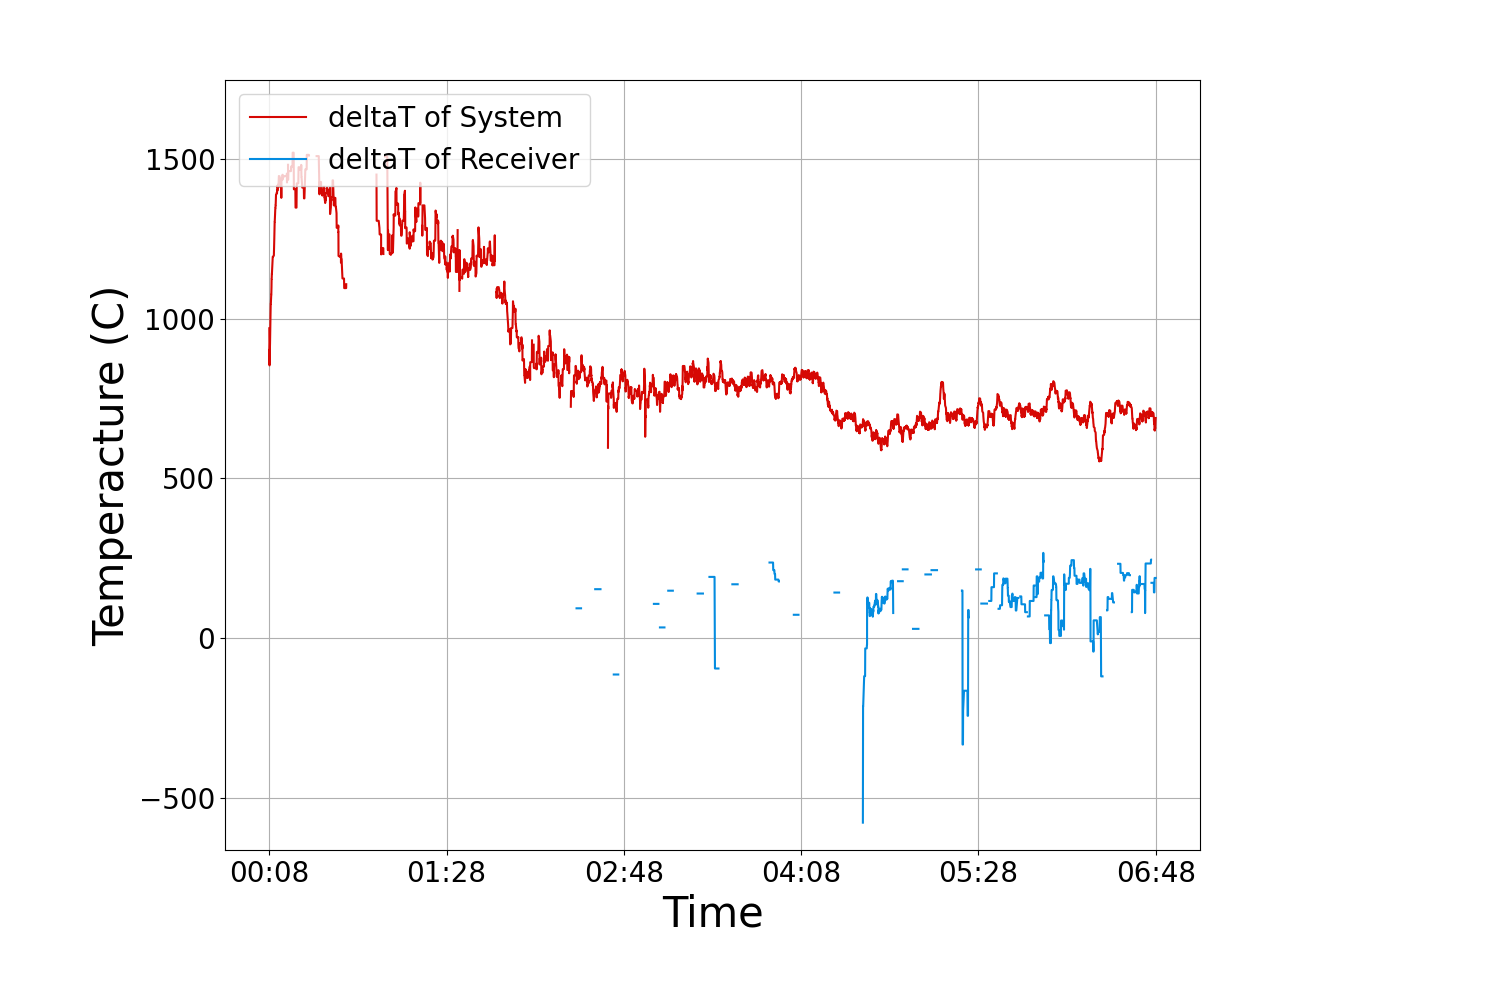 deltaT of System
deltaT of Receiver
1500
1000
500
0
−500
Temperacture (C)
00:08 01:28 02:48 04:08 05:28 06:48
Time